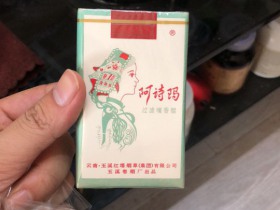 阿诗玛
过滤嘴香烟
云南·玉溪红塔烟草(集团)有限公司
玉溪卷烟厂出品